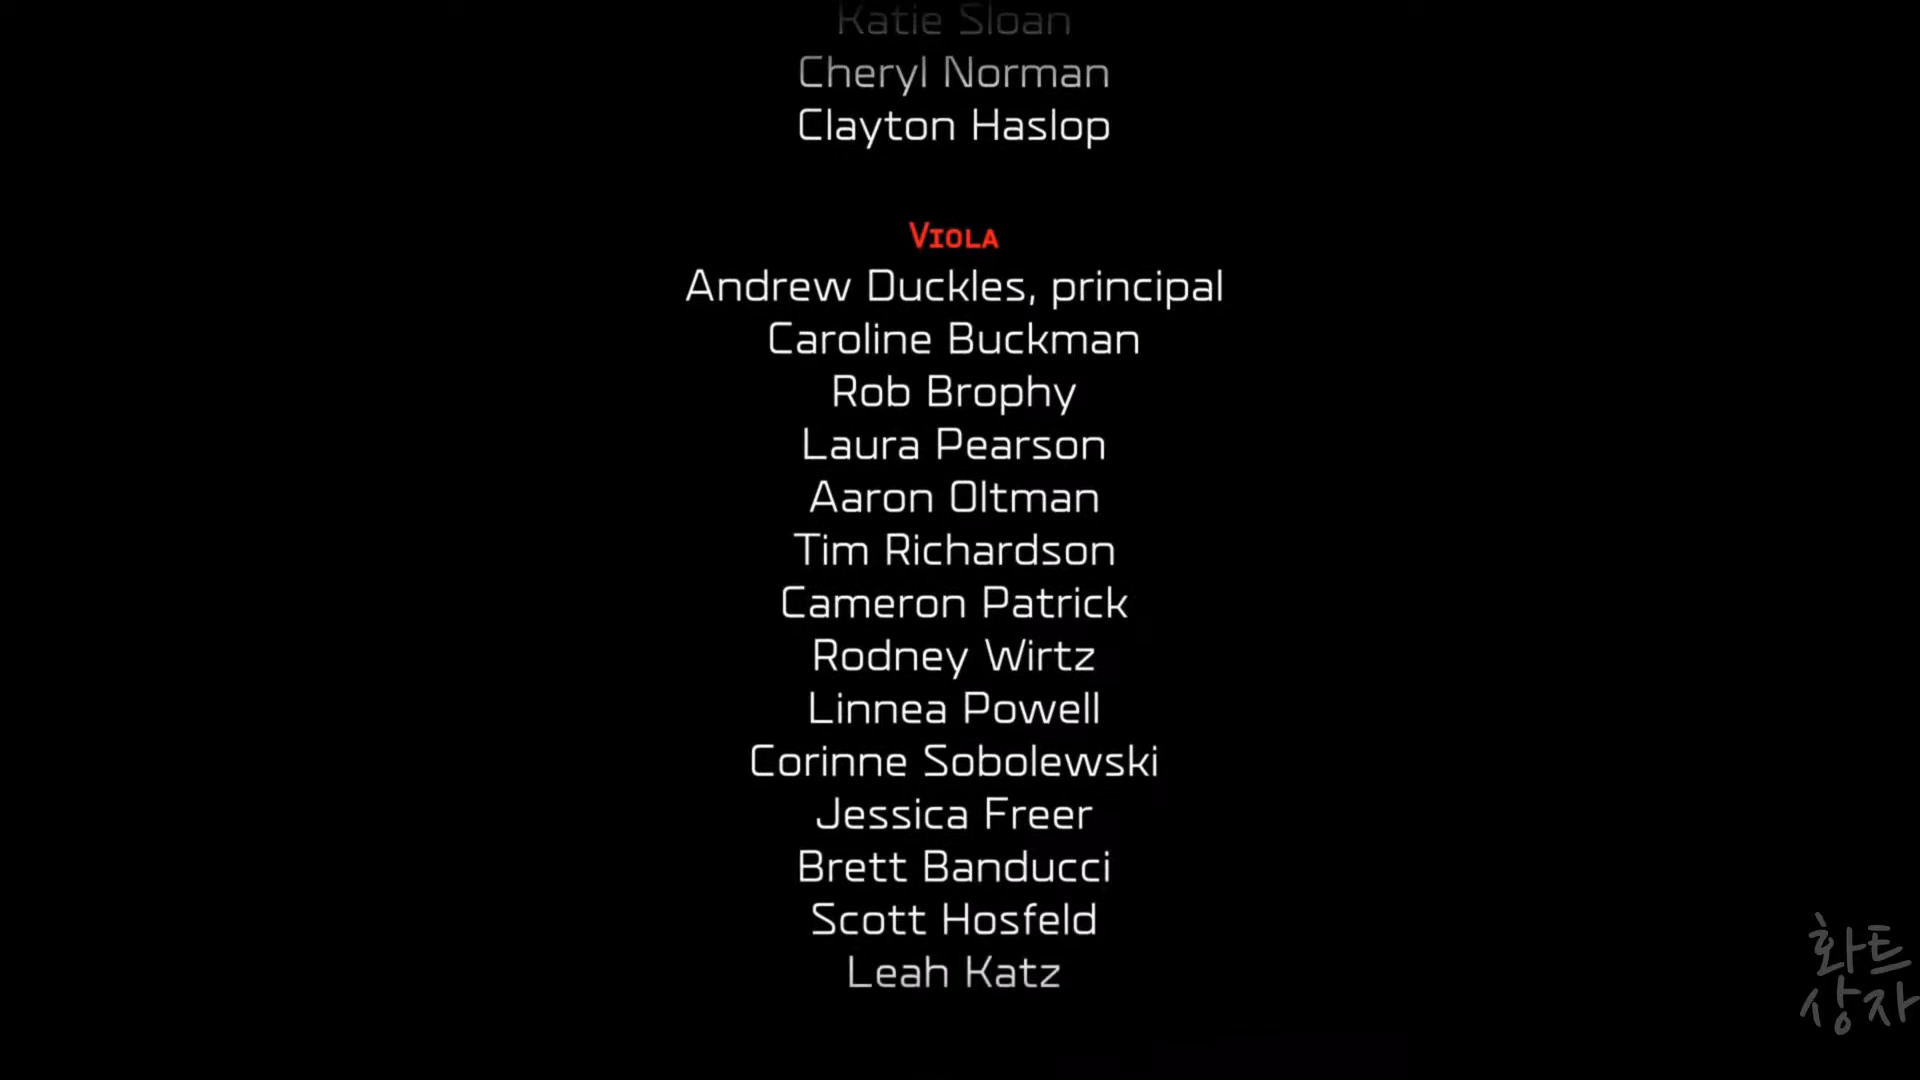 Katie Sloan
Cheryl Norman
Clayton Haslop
Viola
Andrew Duckles, principal
Caroline Buckman
Rob Brophy
Laura Pearson
Aaron Oltman
Tim Richardson
Cameron Patrick
Rodney Wirtz
Linnea Powell
Corinne Sobolewski
Jessica Freer
Brett Banducci
Scott Hosfeld
Leah Katz
화트
상자